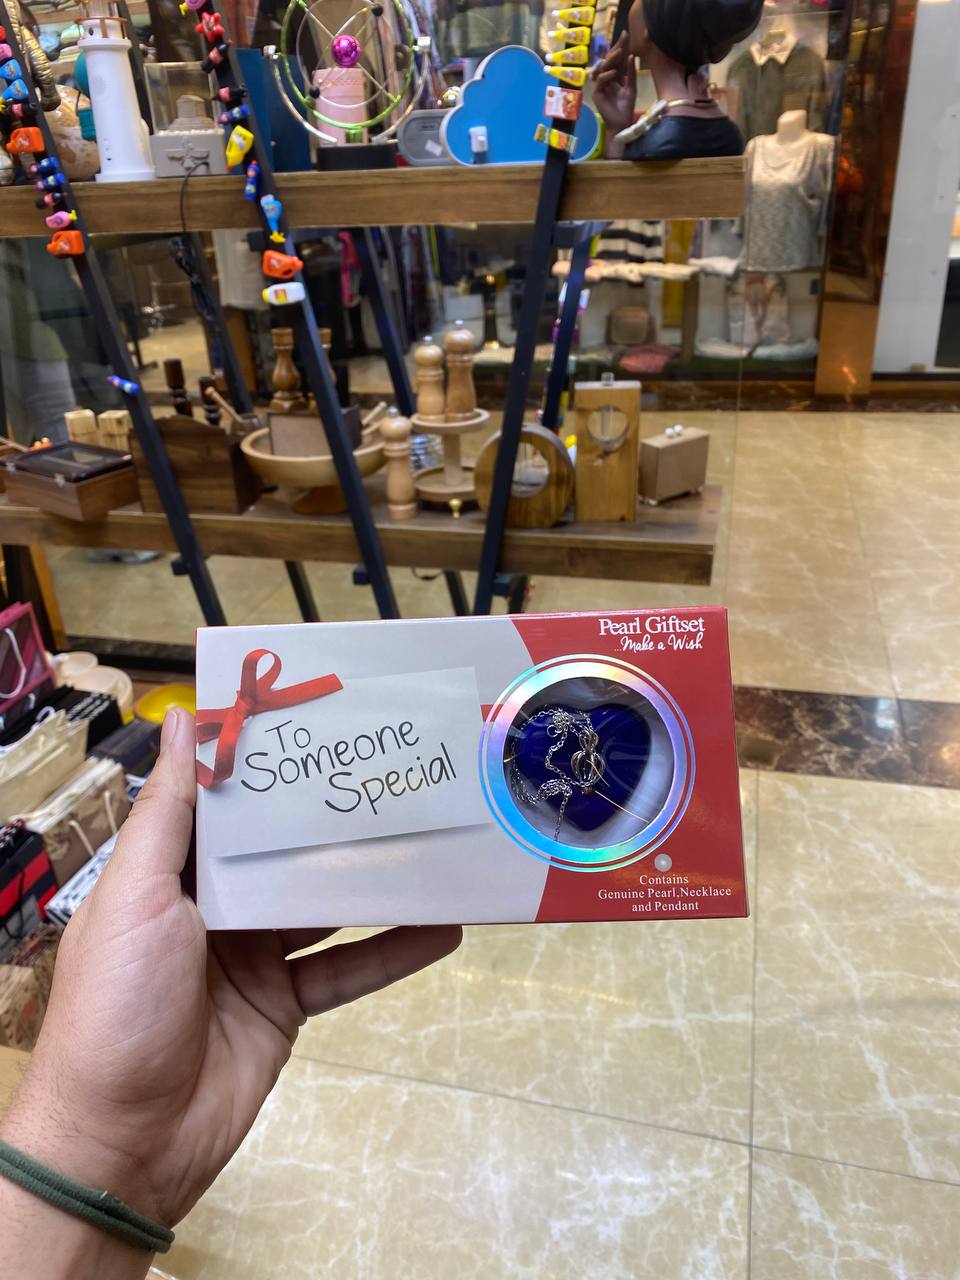 Pearl Giftset
...Make a Wish
To
Someone
Special
Contains
Genuine Pearl,Necklace
and Pendant